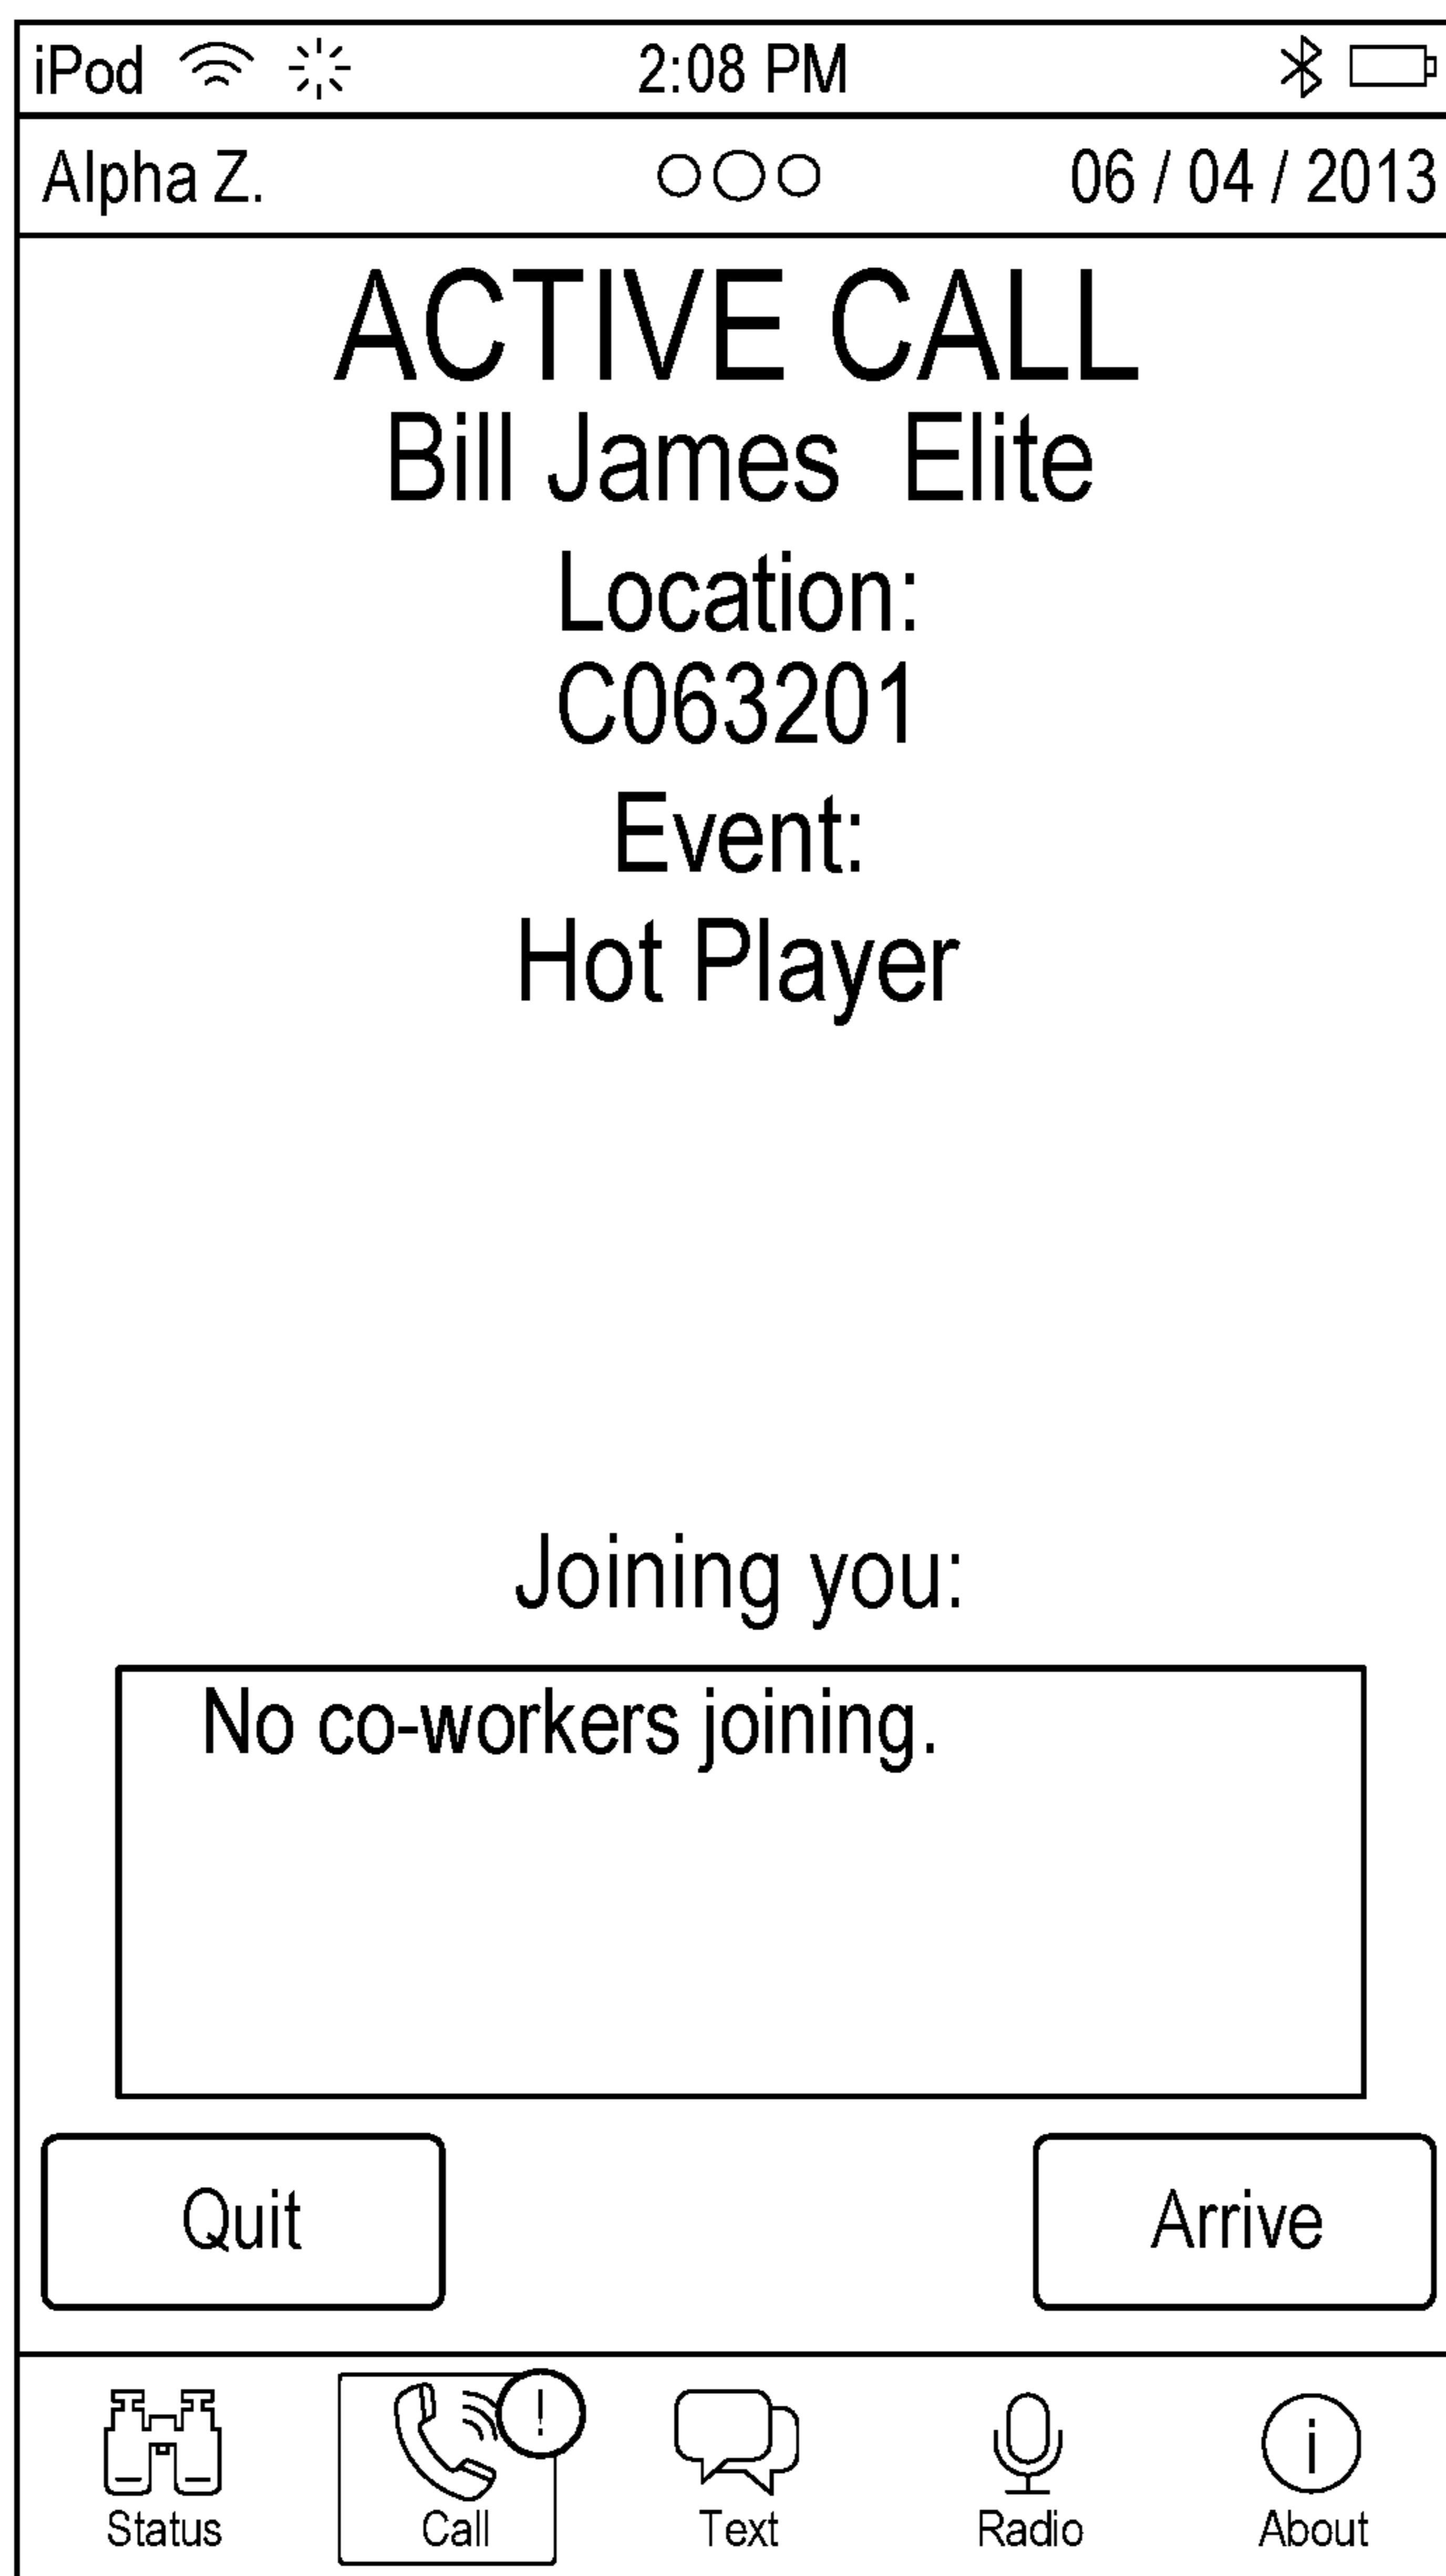 iPod 2:08 PM
Alpha Z. 06 / 04 / 2013
ACTIVE CALL
Bill James Elite
Location:
C063201
Event:
Hot Player
Joining you:
No co-workers joining.
Quit Arrive
! i
Status Call Text Radio About